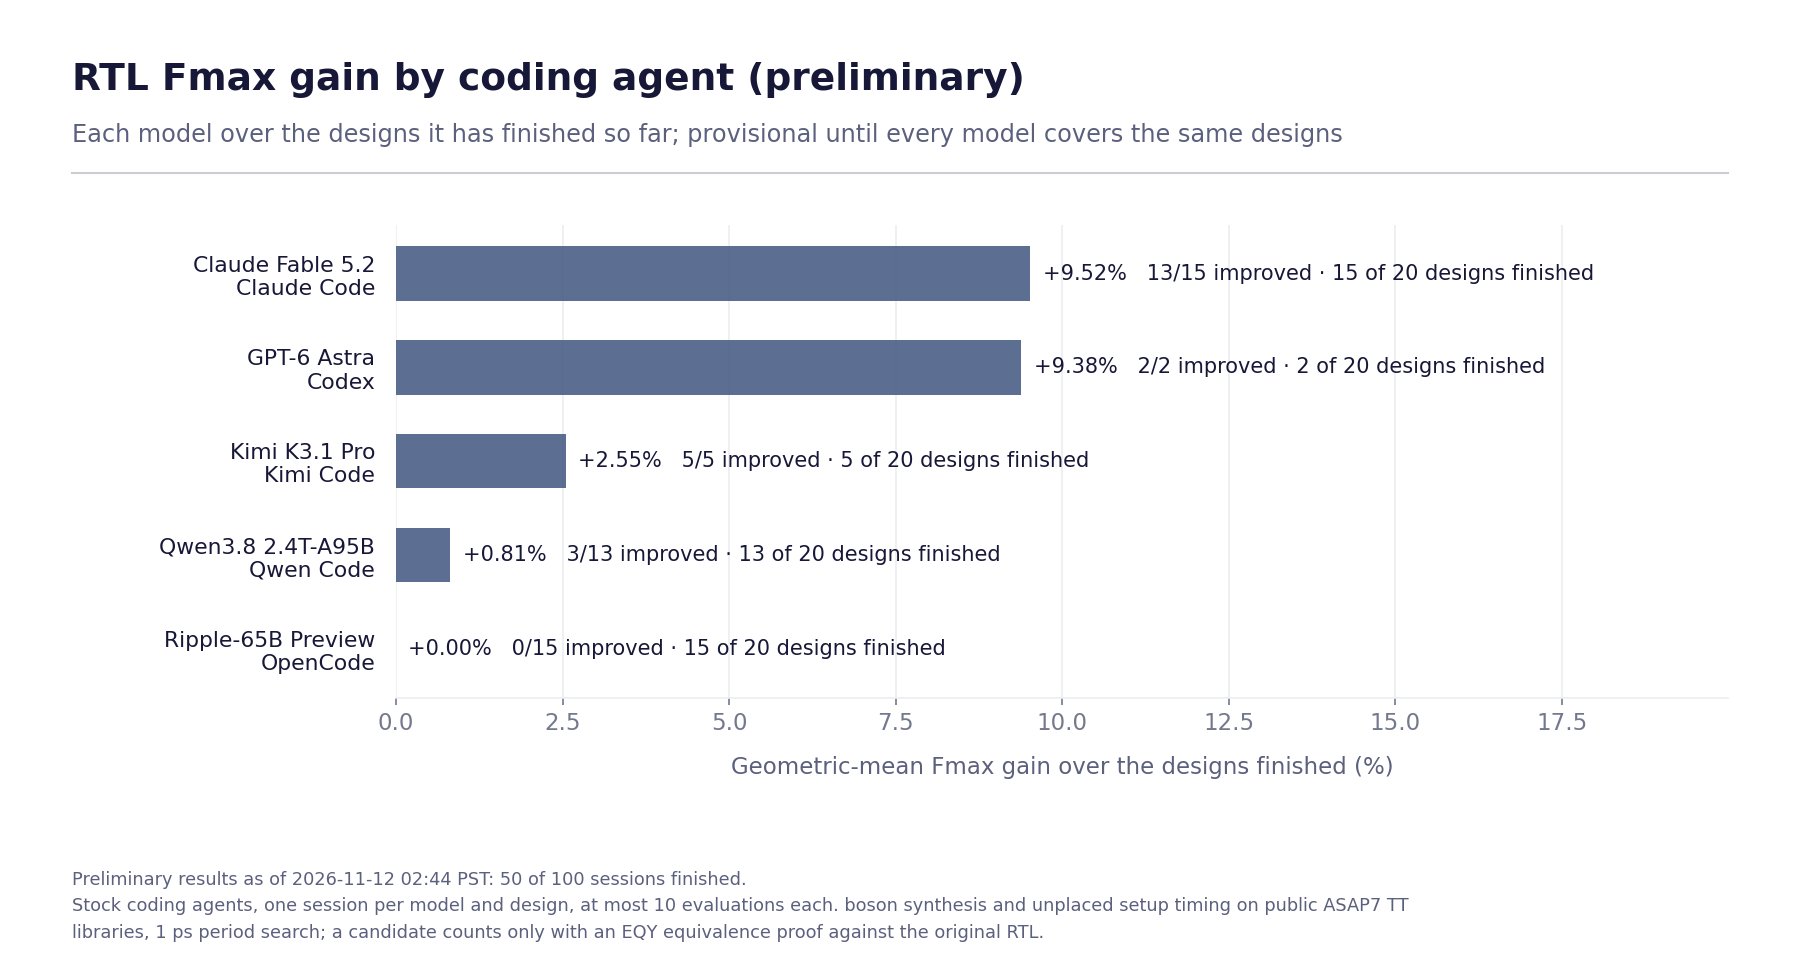 RTL Fmax gain by coding agent (preliminary)
Each model over the designs it has finished so far; provisional until every model covers the same designs
Claude Fable 5.2
Claude Code
+9.52% 13/15 improved · 15 of 20 designs finished
GPT-6 Astra
Codex
+9.38% 2/2 improved · 2 of 20 designs finished
Kimi K3.1 Pro
Kimi Code
+2.55% 5/5 improved · 5 of 20 designs finished
Qwen3.8 2.4T-A95B
Qwen Code
+0.81% 3/13 improved · 13 of 20 designs finished
Ripple-65B Preview
OpenCode
+0.00% 0/15 improved · 15 of 20 designs finished
0.0 2.5 5.0 7.5 10.0 12.5 15.0 17.5
Geometric-mean Fmax gain over the designs finished (%)
Preliminary results as of 2026-11-12 02:44 PST: 50 of 100 sessions finished.
Stock coding agents, one session per model and design, at most 10 evaluations each. boson synthesis and unplaced setup timing on public ASAP7 TT
libraries, 1 ps period search; a candidate counts only with an EQY equivalence proof against the original RTL.